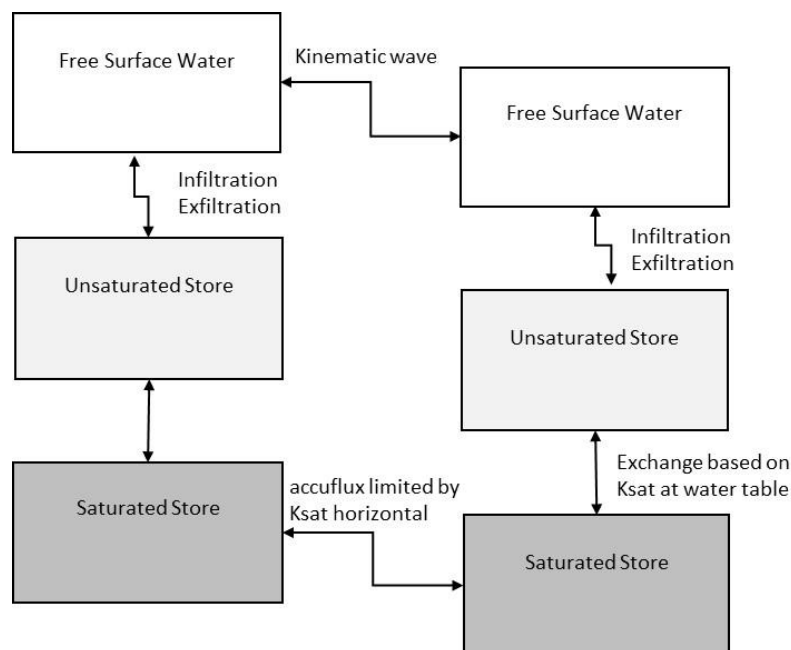 Free Surface Water
Kinematic wave
Free Surface Water
Infiltration
Exfiltration
Infiltration
Exfiltration
Unsaturated Store
Unsaturated Store
Exchange based on
Ksat at water table
accuflux limited by
Ksat horizontal
Saturated Store
Saturated Store